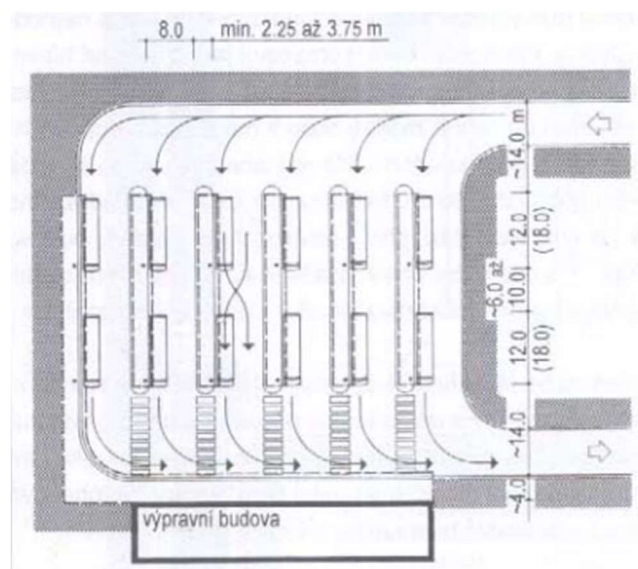 8.0 min. 2.25 až 3.75 m
~14.0 m
12.0 (18.0)
~6.0 až 10.0
12.0 (18.0)
~14.0
~4.0
výpravní budova